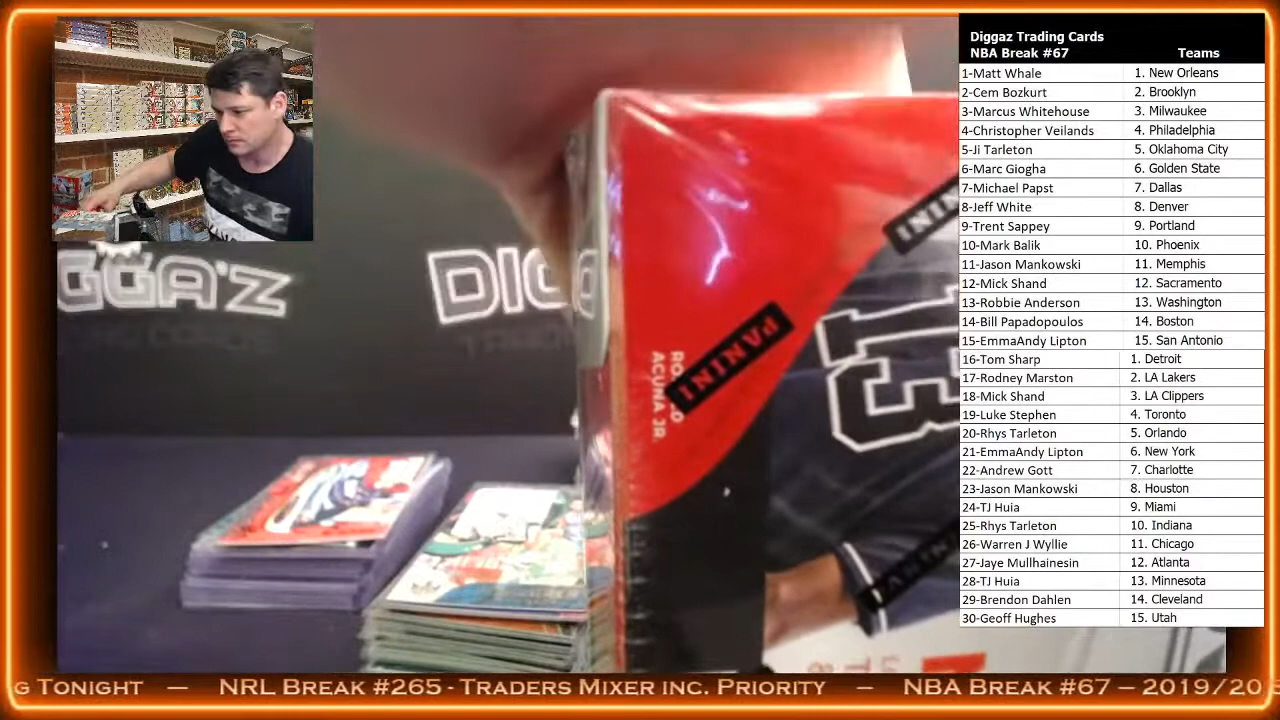 Diggaz Trading Cards
NBA Break #67 Teams
1-Matt Whale 1. New Orleans
2-Cem Bozkurt 2. Brooklyn
3-Marcus Whitehouse 3. Milwaukee
4-Christopher Veilands 4. Philadelphia
5-Ji Tarleton 5. Oklahoma City
6-Marc Giogha 6. Golden State
7-Michael Papst 7. Dallas
8-Jeff White 8. Denver
9-Trent Sappey 9. Portland
10-Mark Balik 10. Phoenix
11-Jason Mankowski 11. Memphis
12-Mick Shand 12. Sacramento
13-Robbie Anderson 13. Washington
14-Bill Papadopoulos 14. Boston
15-EmmaAndy Lipton 15. San Antonio
16-Tom Sharp 1. Detroit
17-Rodney Marston 2. LA Lakers
18-Mick Shand 3. LA Clippers
19-Luke Stephen 4. Toronto
20-Rhys Tarleton 5. Orlando
21-EmmaAndy Lipton 6. New York
22-Andrew Gott 7. Charlotte
23-Jason Mankowski 8. Houston
24-TJ Huia 9. Miami
25-Rhys Tarleton 10. Indiana
26-Warren J Wyllie 11. Chicago
27-Jaye Mullhainesin 12. Atlanta
28-TJ Huia 13. Minnesota
29-Brendon Dahlen 14. Cleveland
30-Geoff Hughes 15. Utah
GGA'Z
DIGG
PANINI
INI
PANINI
ACUNA JR
13
g Tonight — NRL Break #265 - Traders Mixer inc. Priority — NBA Break #67 – 2019/20